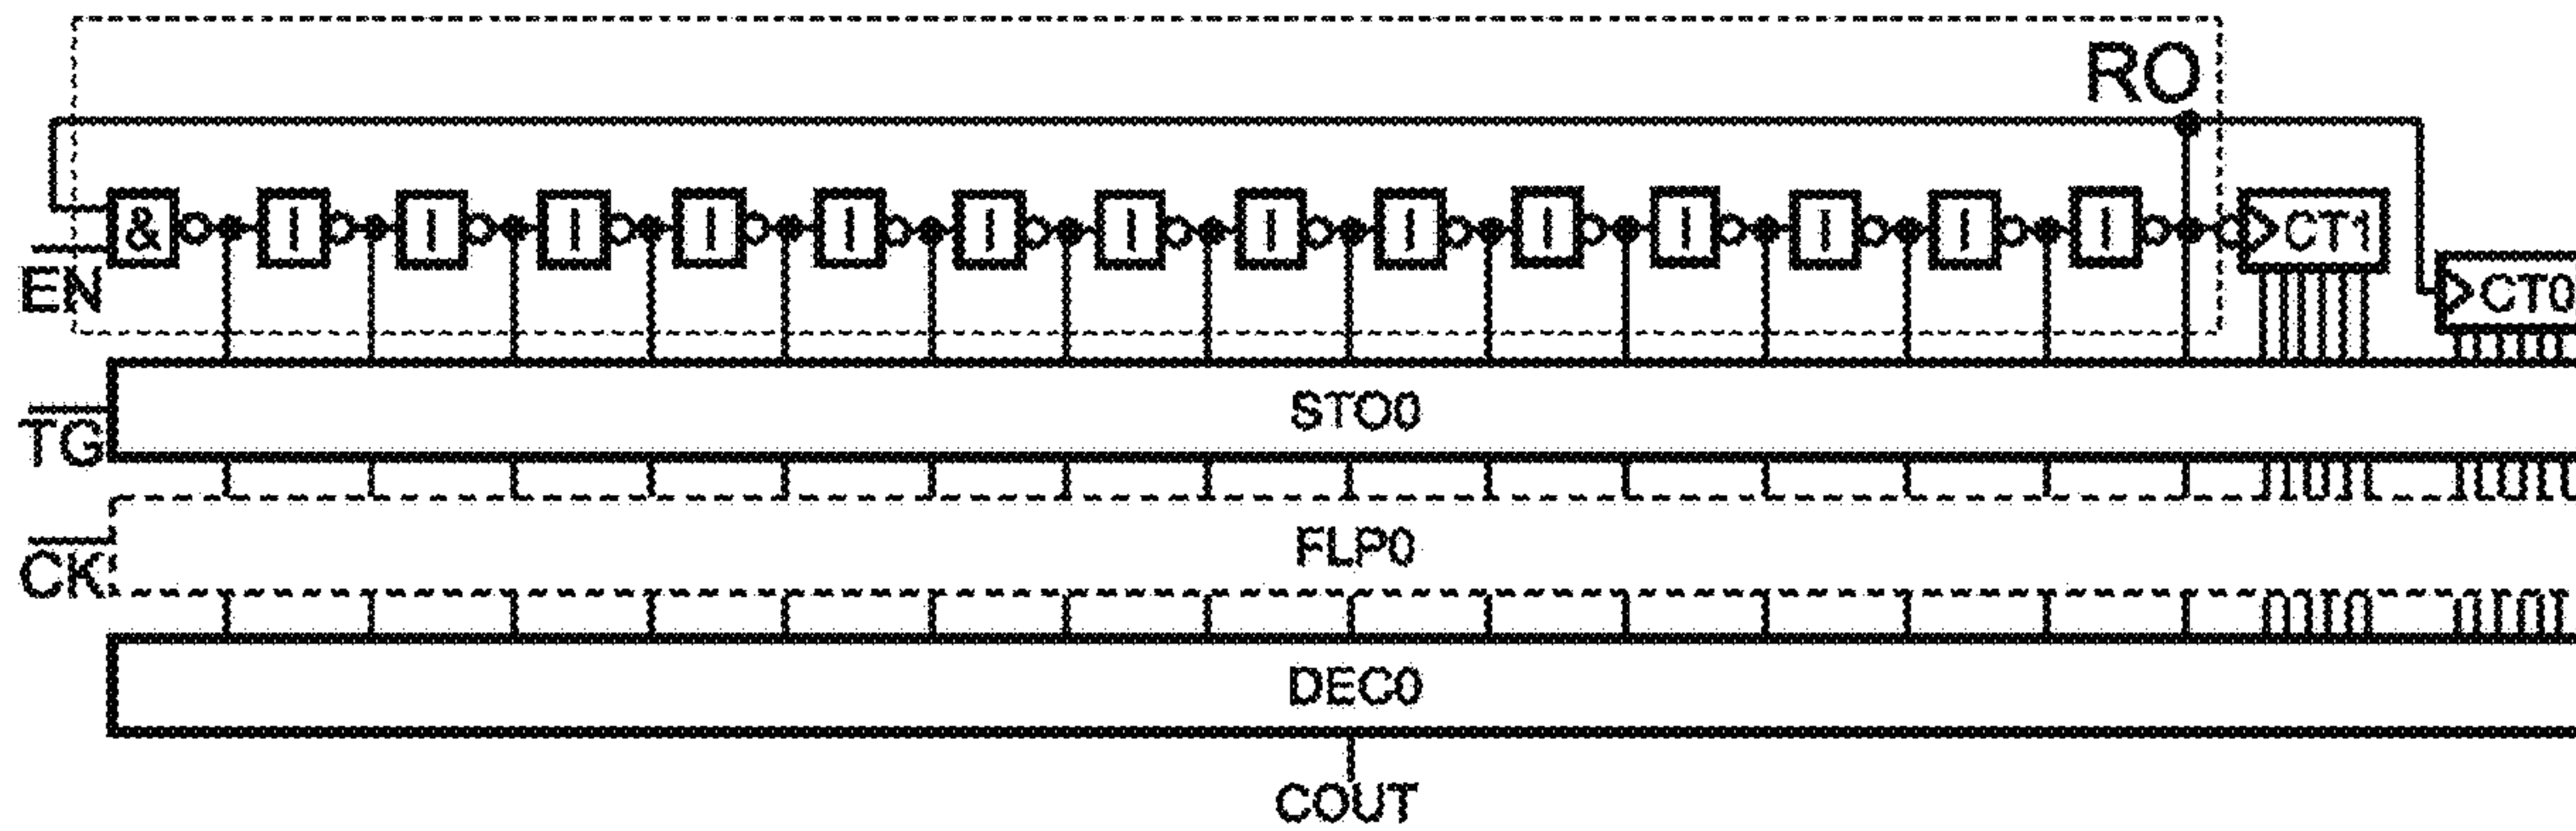 RO
& I I I I I I I I I I I I I I CT1
EN
CT0
STO0
TG
FLP0
CK
DEC0
COUT